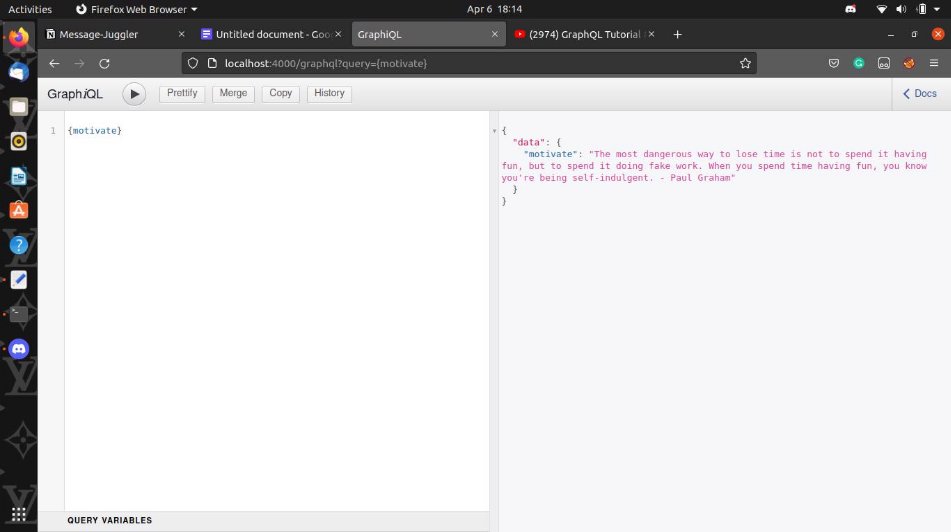 Activities Firefox Web Browser Apr 6 18:14
Message-Juggler Untitled document - Goo GraphiQL (2974) GraphQL Tutorial
localhost:4000/graphql?query={motivate}
GraphiQL Prettify Merge Copy History Docs
1 {motivate}
{
"data": {
"motivate": "The most dangerous way to lose time is not to spend it having
fun, but to spend it doing fake work. When you spend time having fun, you know
you're being self-indulgent. - Paul Graham"
}
}
QUERY VARIABLES